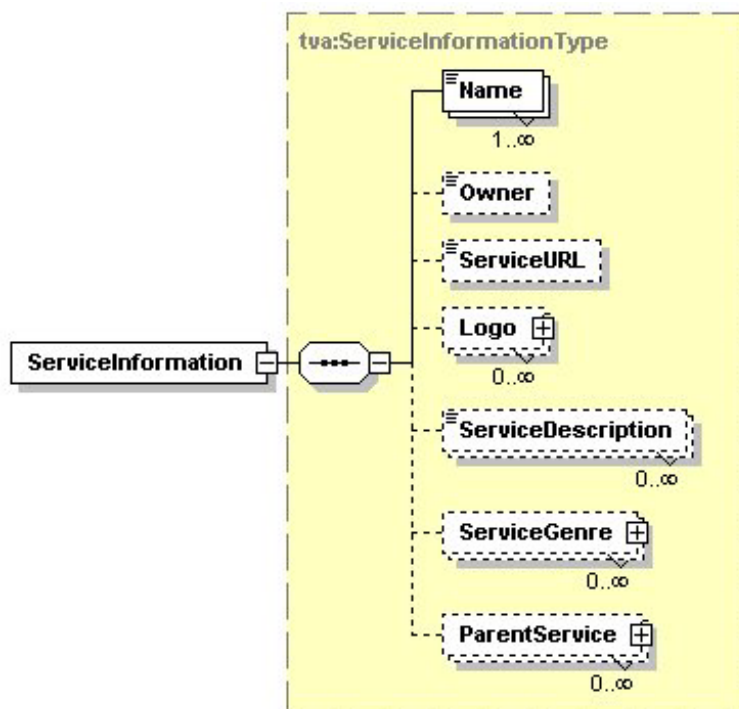 tva:ServiceInformationType
Name
1..∞
Owner
ServiceURL
Logo
0..∞
ServiceInformation
ServiceDescription
0..∞
ServiceGenre
0..∞
ParentService
0..∞